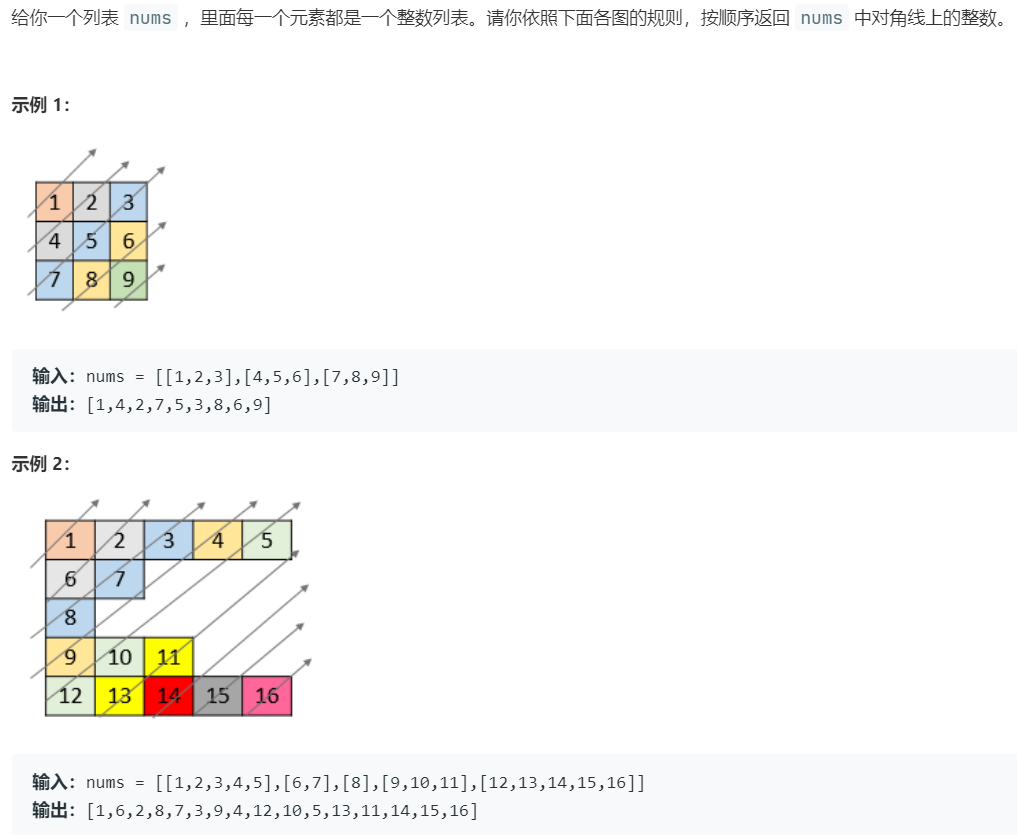 给你一个列表 nums ，里面每一个元素都是一个整数列表。请你依照下面各图的规则，按顺序返回 nums 中对角线上的整数。
示例 1：
1 2 3
4 5 6
7 8 9
输入：nums = [[1,2,3],[4,5,6],[7,8,9]]
输出：[1,4,2,7,5,3,8,6,9]
示例 2：
1 2 3 4 5
6 7
8
9 10 11
12 13 14 15 16
输入：nums = [[1,2,3,4,5],[6,7],[8],[9,10,11],[12,13,14,15,16]]
输出：[1,6,2,8,7,3,9,4,12,10,5,13,11,14,15,16]